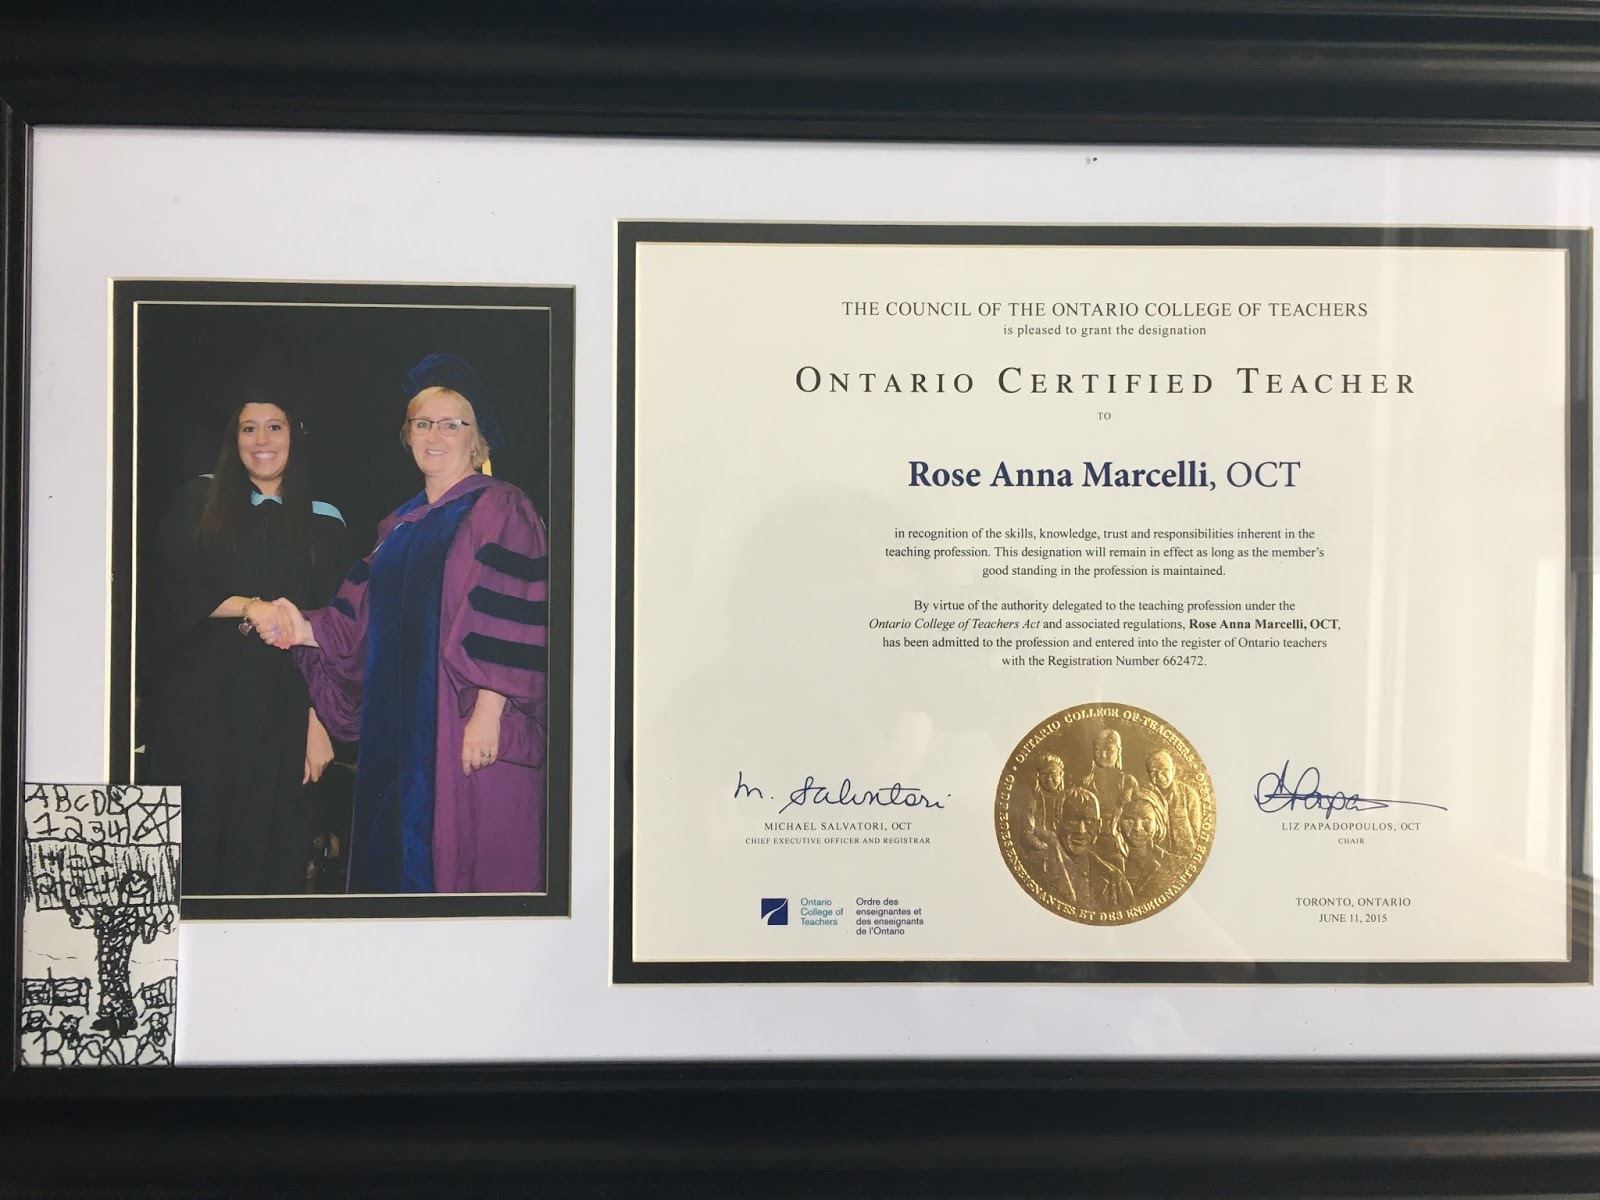 THE COUNCIL OF THE ONTARIO COLLEGE OF TEACHERS
is pleased to grant the designation
ONTARIO CERTIFIED TEACHER
TO
Rose Anna Marcelli, OCT
in recognition of the skills, knowledge, trust and responsibilities inherent in the
teaching profession. This designation will remain in effect as long as the member's
good standing in the profession is maintained.
By virtue of the authority delegated to the teaching profession under the
Ontario College of Teachers Act and associated regulations, Rose Anna Marcelli, OCT,
has been admitted to the profession and entered into the register of Ontario teachers
with the Registration Number 662472.
M. Salvatori
MICHAEL SALVATORI, OCT
CHIEF EXECUTIVE OFFICER AND REGISTRAR
ONTARIO COLLEGE OF TEACHERS
LIZ PAPADOPOULOS, OCT
CHAIR
Ontario
College of
Teachers
Ordre des
enseignantes et
des enseignants
de l'Ontario
TORONTO, ONTARIO
JUNE 11, 2015
ABCD
1234